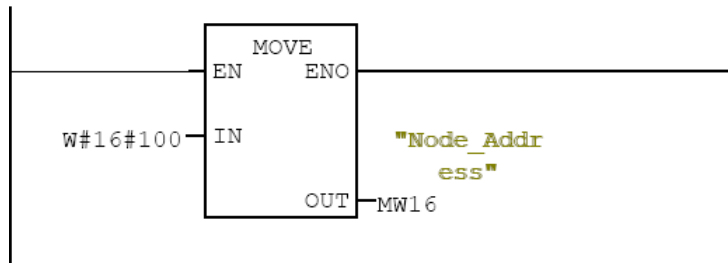 MOVE
EN ENO
W#16#100 IN
"Node_Addr
ess"
OUT MW16